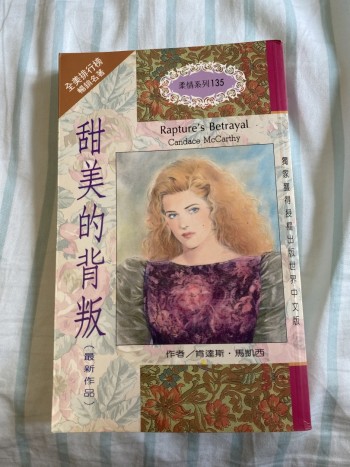 全美排行榜
暢銷名著
柔情系列135
Rapture's Betrayal
Candace McCarthy
甜美的背叛
(最新作品)
獨家獲得授權出版世界中文版
作者/肯達斯·馬凱西